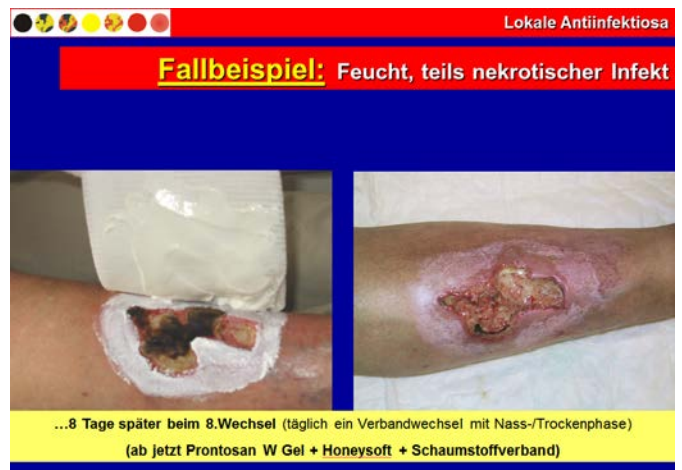 Lokale Antiinfektiosa
Fallbeispiel: Feucht, teils nekrotischer Infekt
...8 Tage später beim 8.Wechsel (täglich ein Verbandwechsel mit Nass-/Trockenphase)
(ab jetzt Prontosan W Gel + Honeysoft + Schaumstoffverband)